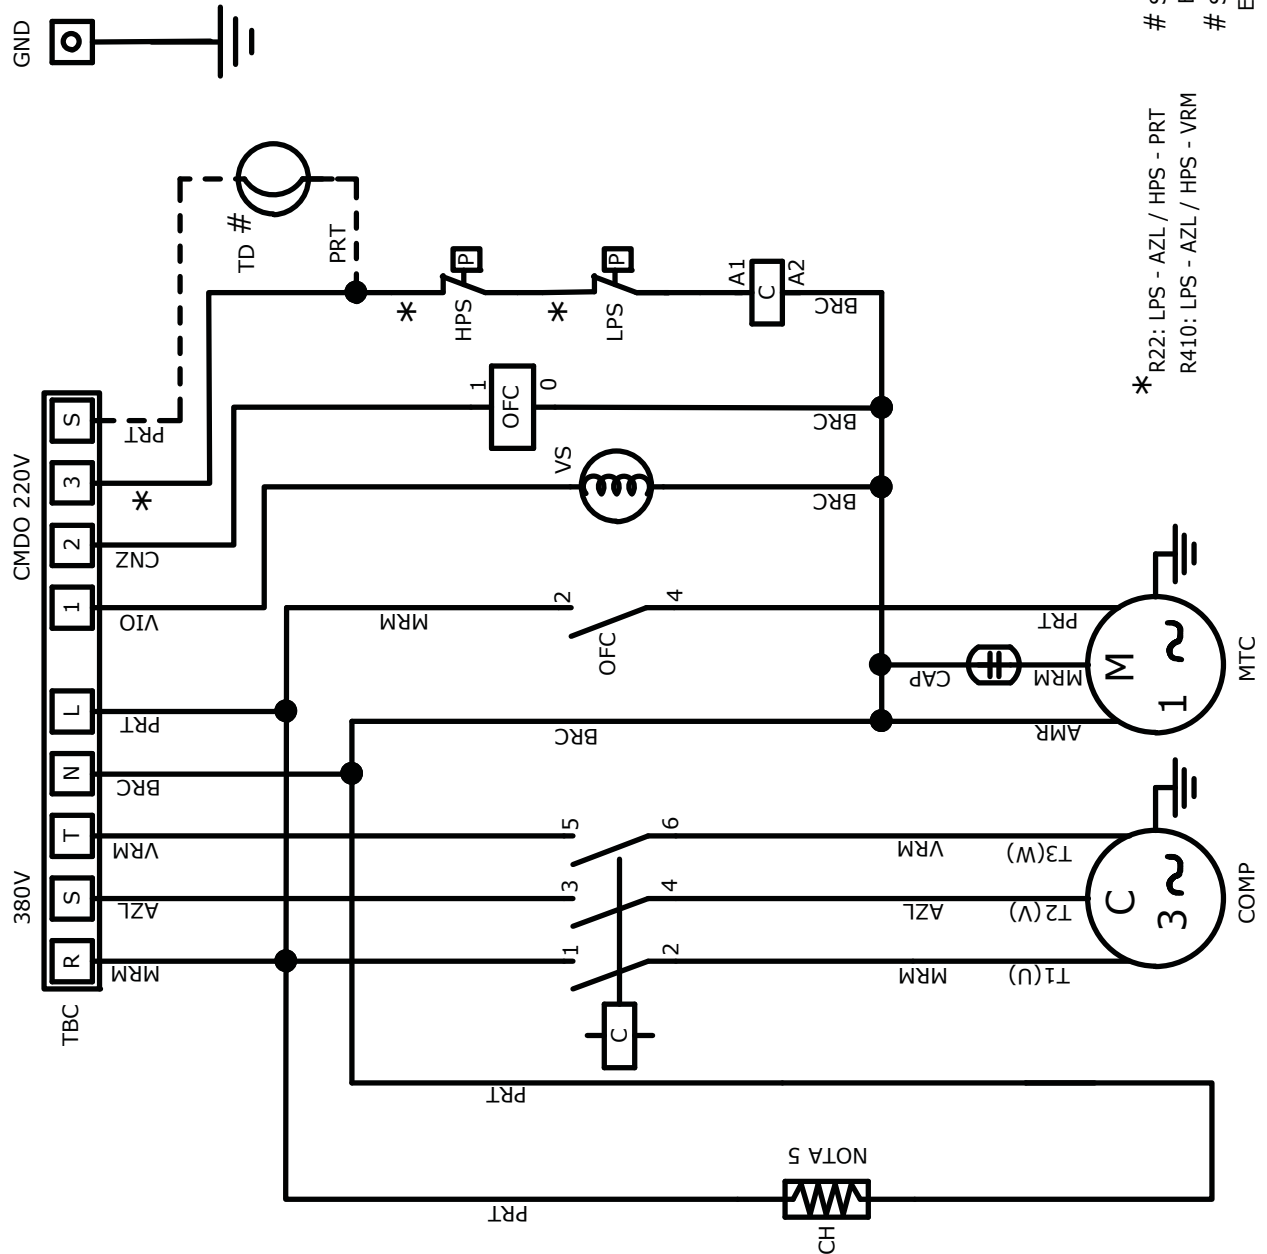 GND
TBC
380V
CMDO 220V
R
S
T
N
L
1
2
3
S
MRM
AZL
VRM
BRC
PRT
VIO
CNZ
*
PRT
TD #
PRT
*
HPS
P
*
LPS
P
A1
C
A2
BRC
1
OFC
0
BRC
VS
BRC
MRM
2
OFC
4
PRT
BRC
CAP
MRM
AMR
M
1
MTC
5
3
1
6
4
2
C
VRM
AZL
MRM
T3(W)
T2(V)
T1(U)
C
3
COMP
PRT
PRT
NOTA 5
CH
* R22: LPS - AZL / HPS - PRT
R410: LPS - AZL / HPS - VRM
#
#